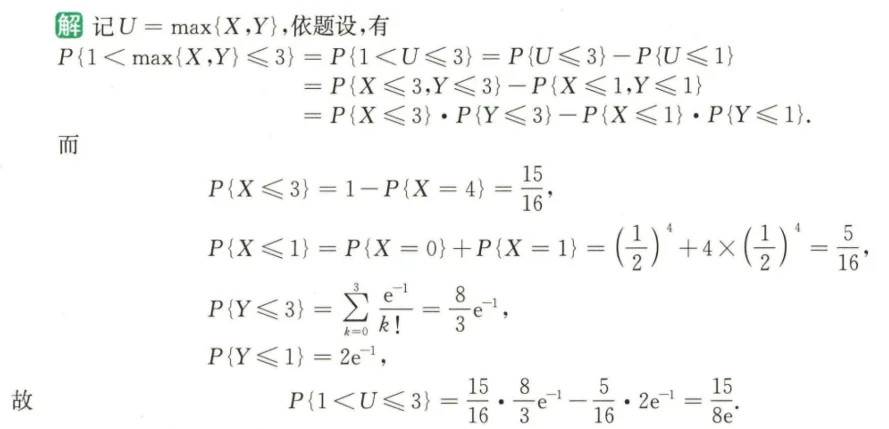 解 记U = max{X,Y},依题设,有
P{1 < max{X,Y} ⩽ 3} = P{1 < U ⩽ 3} = P{U ⩽ 3} − P{U ⩽ 1}
= P{X ⩽ 3,Y ⩽ 3} − P{X ⩽ 1,Y ⩽ 1}
= P{X ⩽ 3} · P{Y ⩽ 3} − P{X ⩽ 1} · P{Y ⩽ 1}.
而
P{X ⩽ 3} = 1 − P{X = 4} = 15/16,
P{X ⩽ 1} = P{X = 0} + P{X = 1} = (1/2)^4 + 4 × (1/2)^4 = 5/16,
P{Y ⩽ 3} = ∑_{k=0}^{3} e^{-1}/k! = 8/3 e^{-1},
P{Y ⩽ 1} = 2e^{-1},
故 P{1 < U ⩽ 3} = 15/16 · 8/3 e^{-1} − 5/16 · 2e^{-1} = 15/8e.